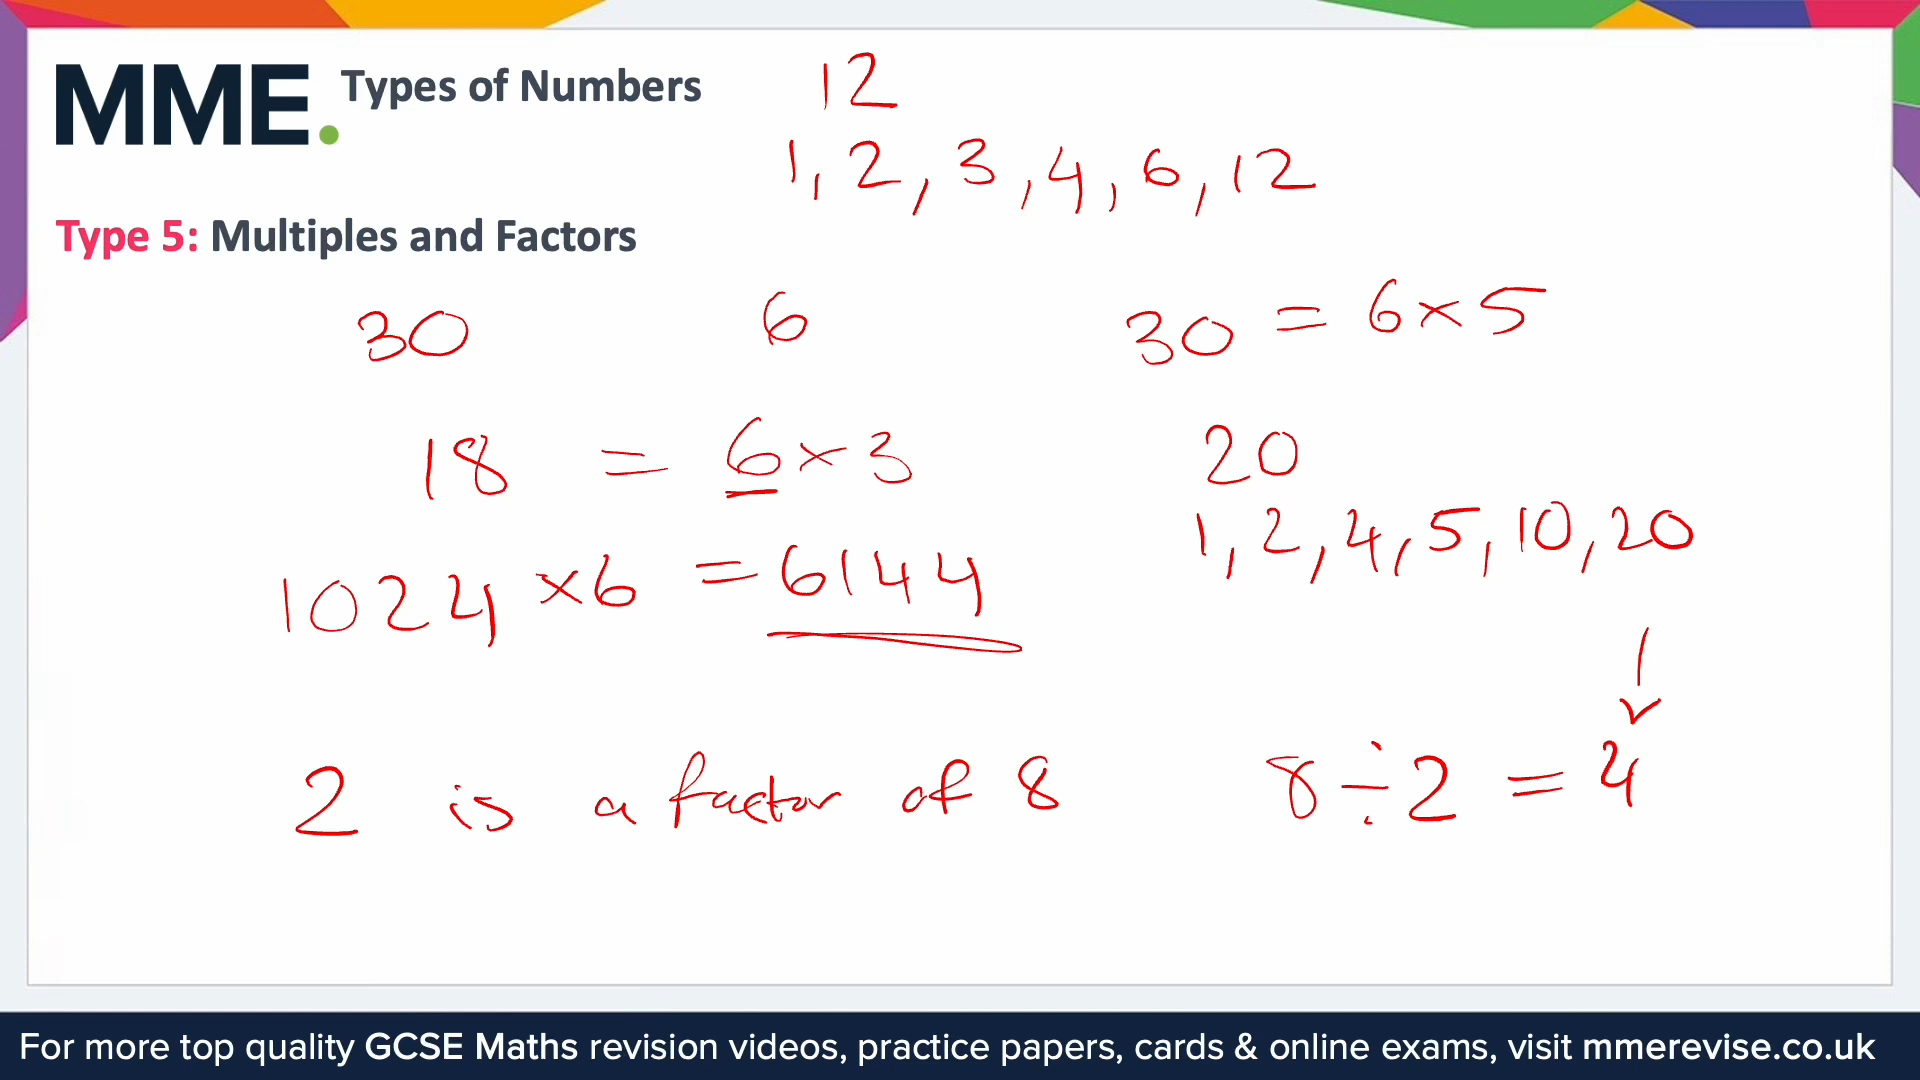 MME. Types of Numbers
12
1, 2, 3, 4, 6, 12
Type 5: Multiples and Factors
30 6 30 = 6 × 5
18 = 6 × 3
20
1, 2, 4, 5, 10, 20
1024 × 6 = 6144
2 is a factor of 8
8 ÷ 2 = 4
For more top quality GCSE Maths revision videos, practice papers, cards & online exams, visit mmerevise.co.uk